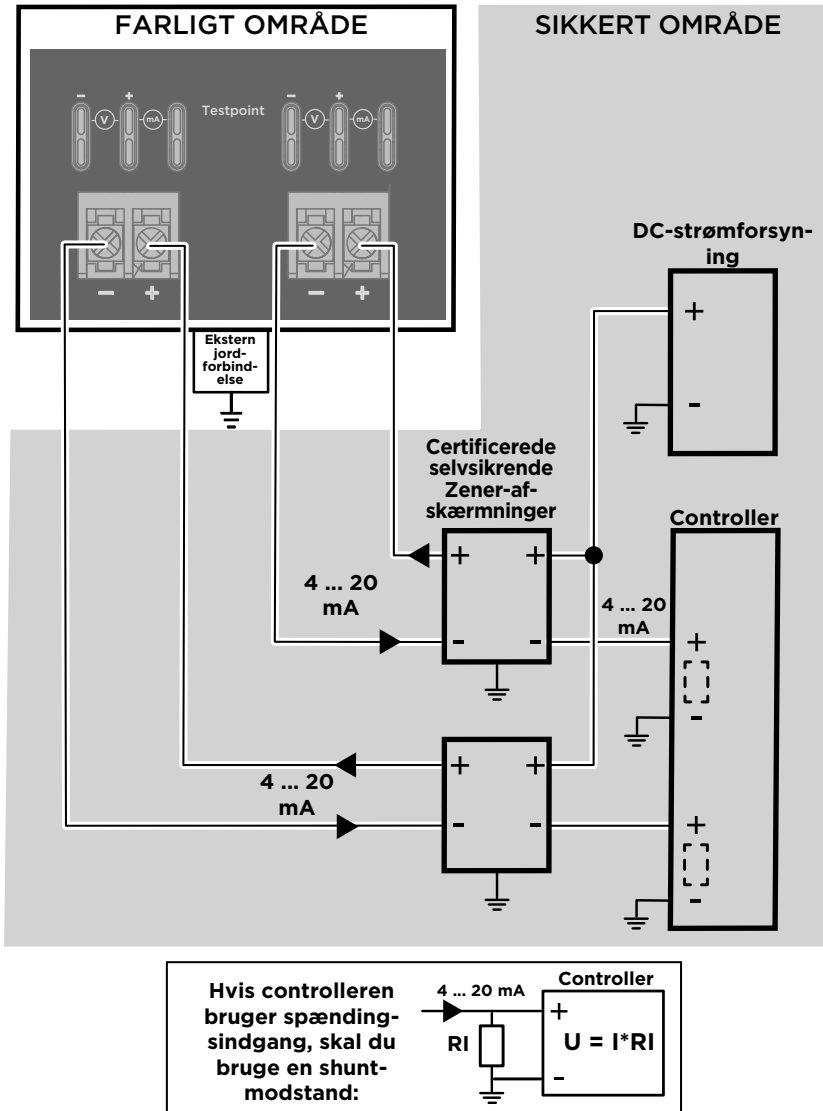 FARLIGT OMRÅDE
SIKKERT OMRÅDE
- + Testpoint - +
V mA V mA
- + - +
Ekstern
jord-
forbind-
else
DC-strømforsyn-
ing
+
-
Certificerede
selvsikrende
Zener-af-
skærmninger
Controller
+ +
4 ... 20
mA
4 ... 20
mA
- - +
-
+ +
4 ... 20
mA
- - +
-
Hvis controlleren
bruger spænding-
sindgang, skal du
bruge en shunt-
modstand:
4 ... 20 mA
Controller
+
RI
U = I*RI
-